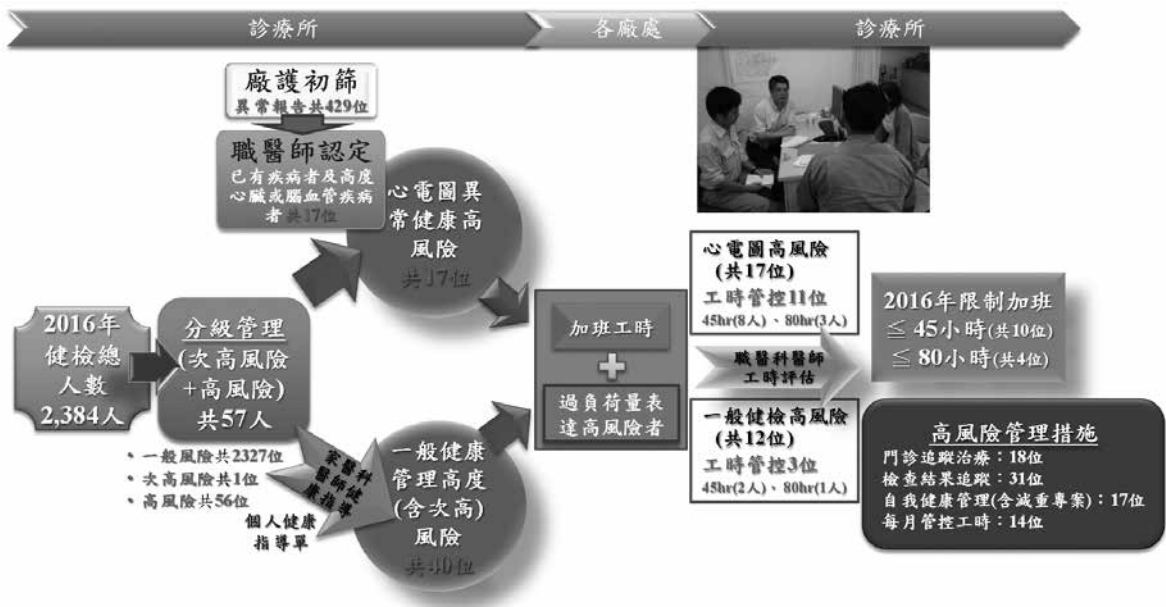 診療所
各廠處
診療所
廠護初篩
異常報告共429位
職醫師認定
已有疾病者及高度
心臟或腦血管疾病
者共17位
心電圖異
常健康高
風險
共17位
2016年
健檢總
人數
2,384人
分級管理
(次高風險
+高風險)
共57人
・一般風險共2327位
・次高風險共1位
・高風險共56位
家醫科
醫師健
康指導
個人健康
指導單
一般健康
管理高度
(含次高)
風險
共40位
加班工時
過負荷量表
達高風險者
心電圖高風險
(共17位)
工時管控11位
45hr(8人)、80hr(3人)
職醫科醫師
工時評估
一般健檢高風險
(共12位)
工時管控3位
45hr(2人)、80hr(1人)
2016年限制加班
≦ 45小時(共10位)
≦ 80小時(共4位)
高風險管理措施
門診追蹤治療：18位
檢查結果追蹤：31位
自我健康管理(含減重專案)：17位
每月管控工時：14位